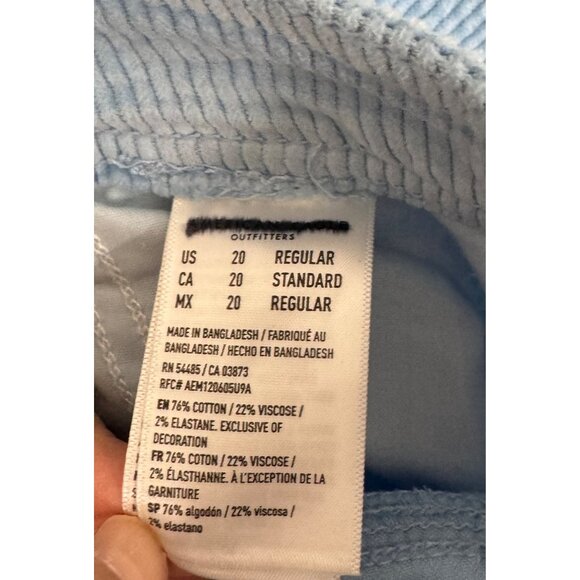 OUTFITTERS
US 20 REGULAR
CA 20 STANDARD
MX 20 REGULAR
MADE IN BANGLADESH / FABRIQUÉ AU
BANGLADESH / HECHO EN BANGLADESH
RN 54485 / CA 03873
RFC# AEM120605U9A
EN 76% COTTON / 22% VISCOSE /
2% ELASTANE. EXCLUSIVE OF
DECORATION
FR 76% COTON / 22% VISCOSE /
2% ÉLASTHANNE. À L'EXCEPTION DE LA
GARNITURE
SP 76% algodón / 22% viscosa /
2% elastano